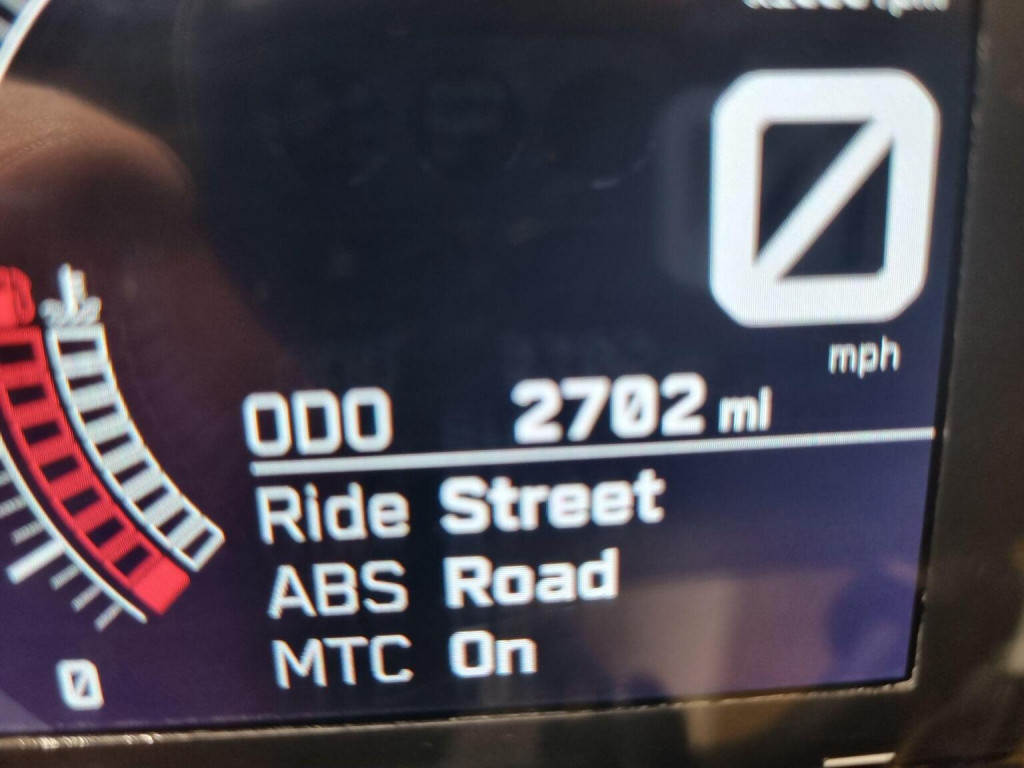 0
mph
ODO 2702 mi
Ride Street
ABS Road
MTC On
0